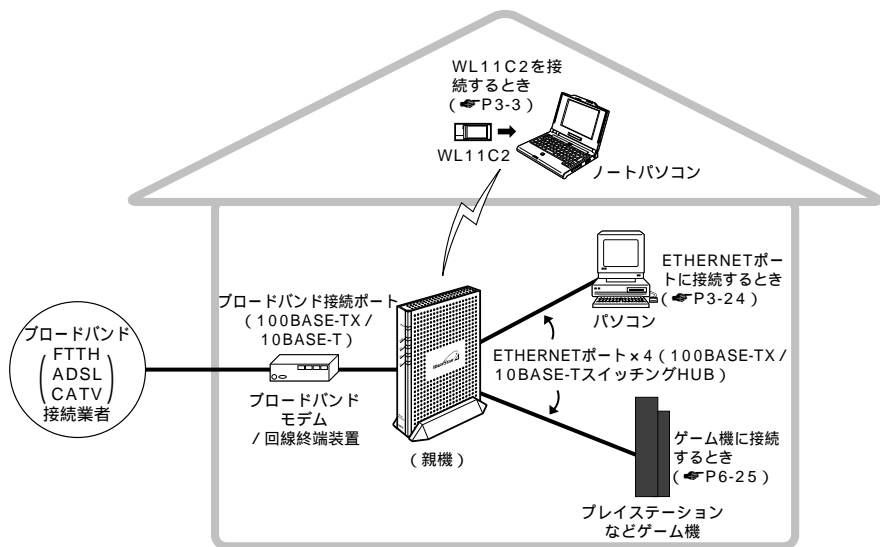 WL11C2を接
続するとき
(☛P3-3)
WL11C2
ノートパソコン
ETHERNETポー
トに接続するとき
(☛P3-24)
パソコン
ブロードバンド接続ポート
(100BASE-TX/
10BASE-T)
ブロードバンド
FTTH
ADSL
CATV
接続業者
ETHERNETポート×4(100BASE-TX/
10BASE-TスイッチングHUB)
ブロードバンド
モデム
/回線終端装置
(親機)
ゲーム機に接続
するとき
(☛P6-25)
プレイステーション
などゲーム機